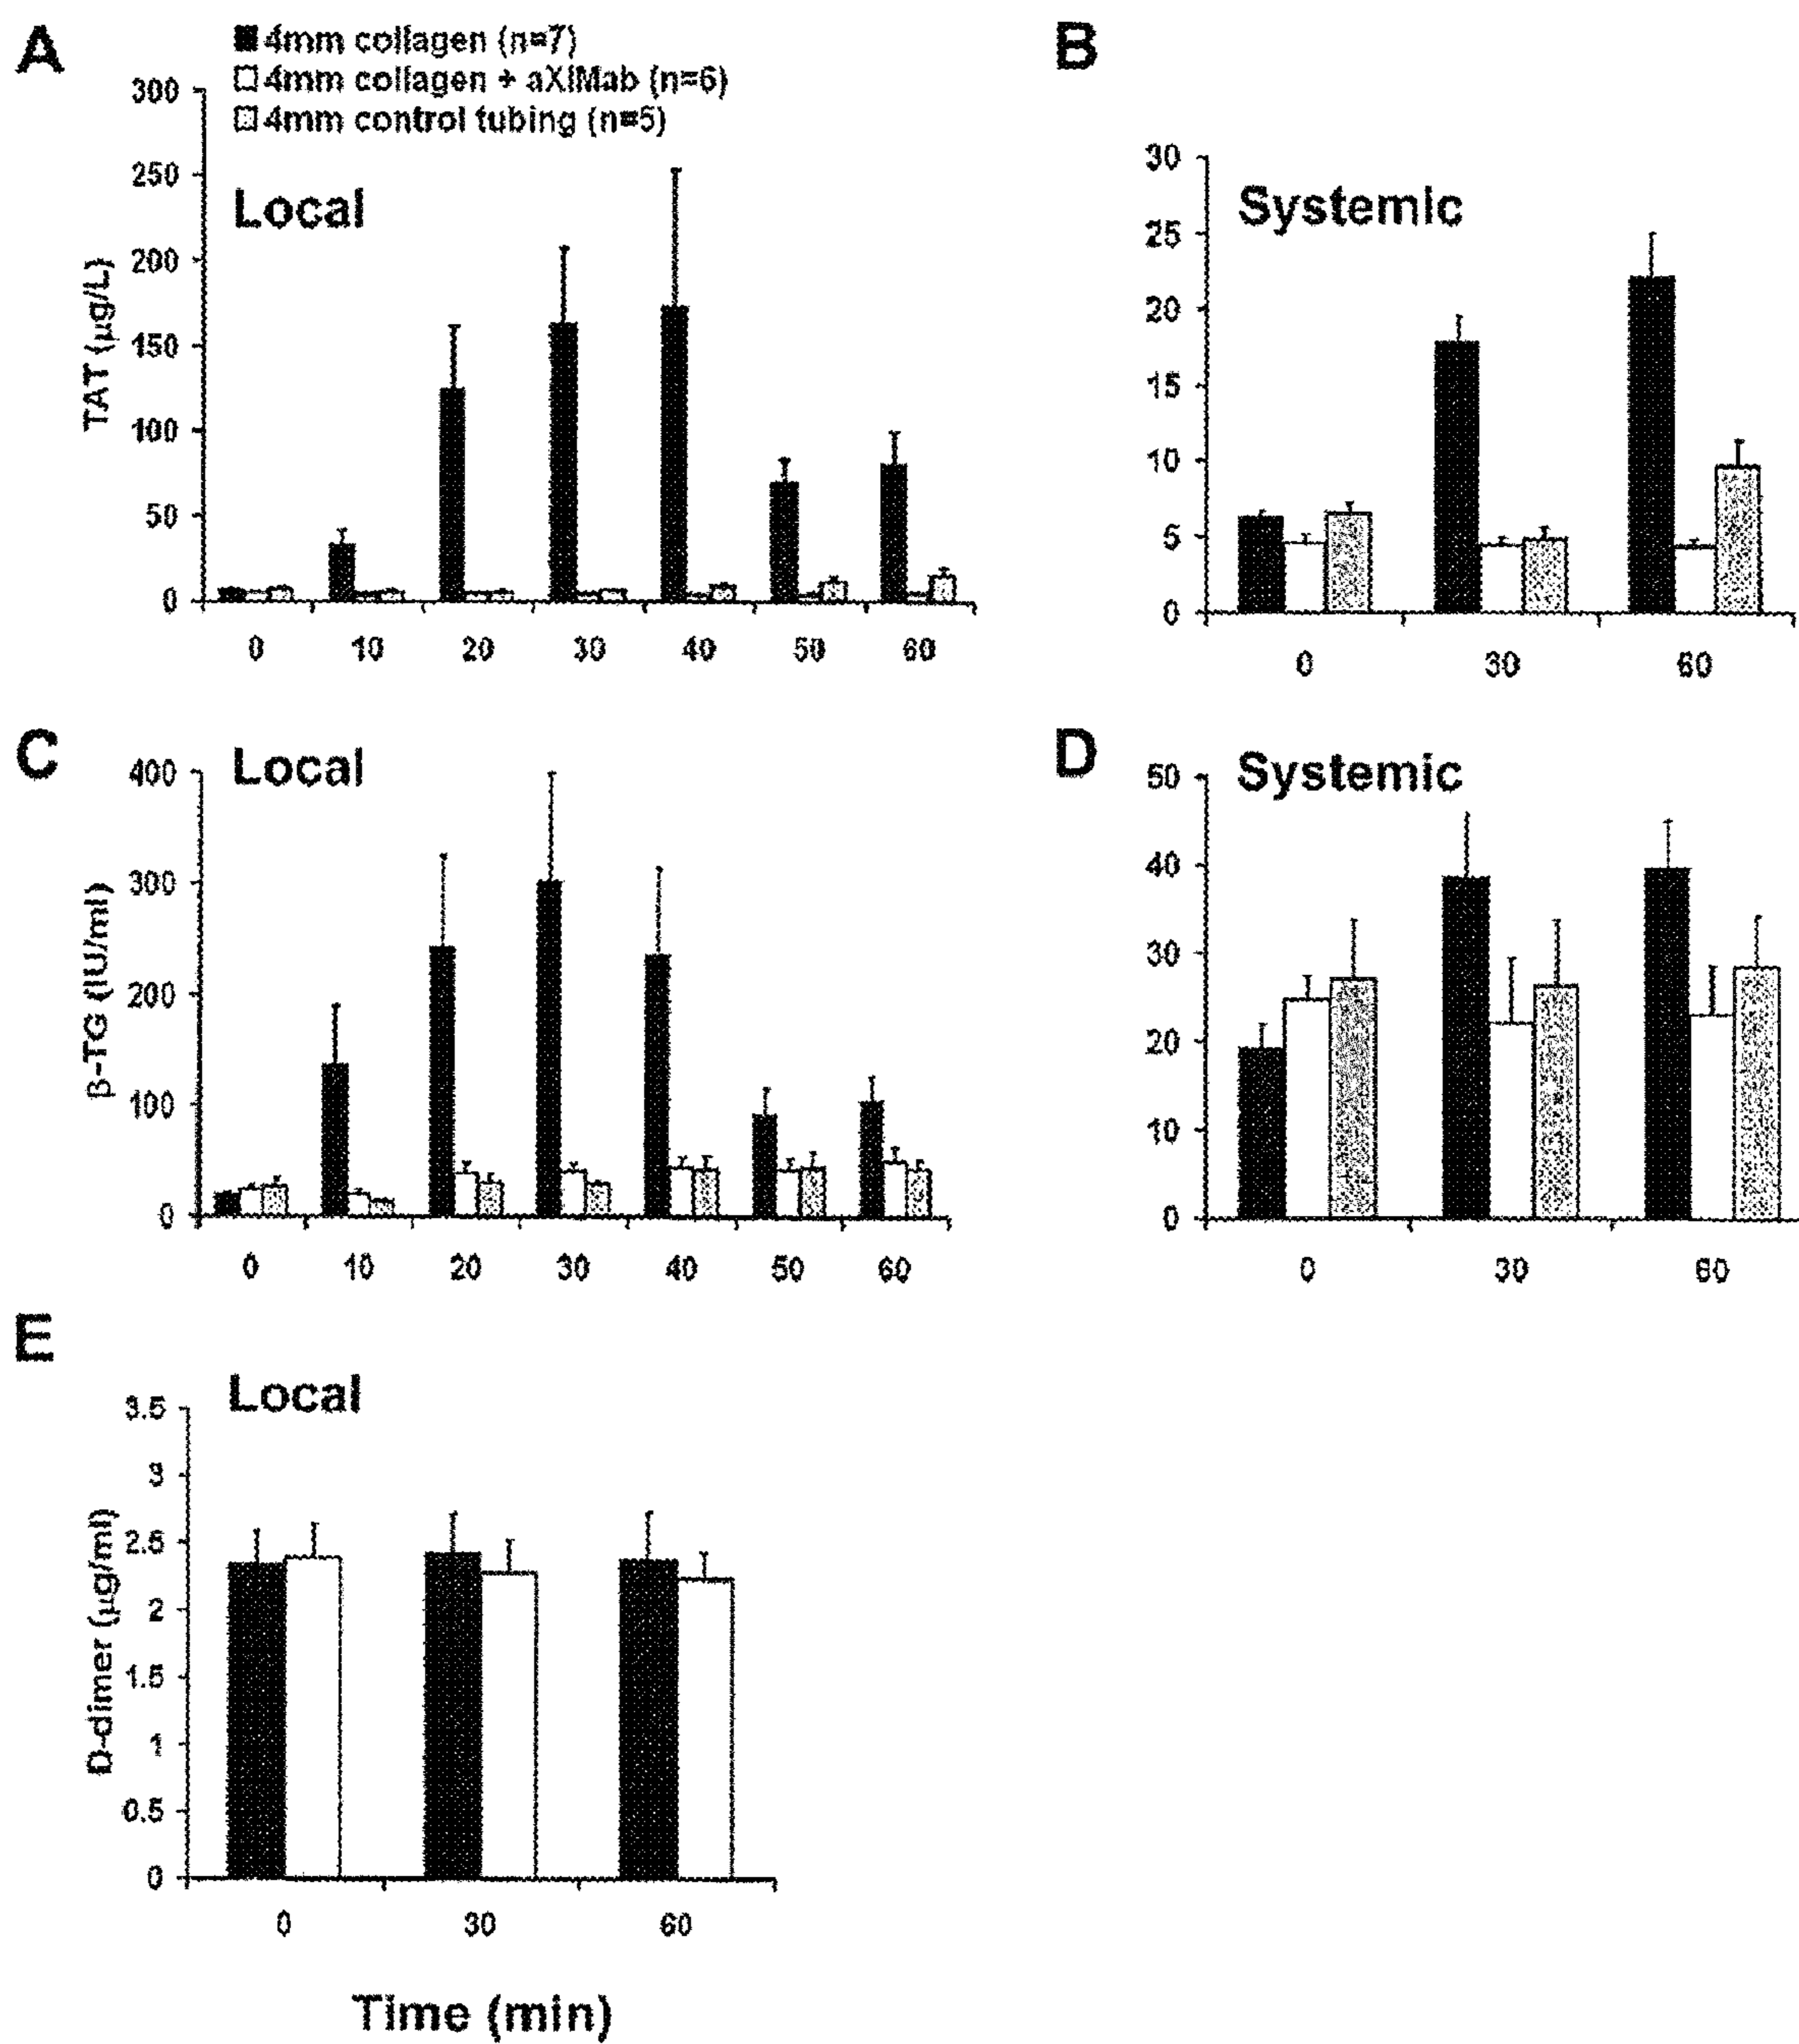 A
4mm collagen (n=7)
4mm collagen + aXIMab (n=6)
4mm control tubing (n=5)
Local
TAT (µg/L)
300
250
200
150
100
50
0
0 10 20 30 40 50 60
B
Systemic
30
25
20
15
10
5
0
0 30 60
C
Local
β-TG (IU/ml)
400
300
200
100
0
0 10 20 30 40 50 60
D
Systemic
50
40
30
20
10
0
0 30 60
E
Local
D-dimer (µg/ml)
3.5
3
2.5
2
1.5
1
0.5
0
0 30 60
Time (min)